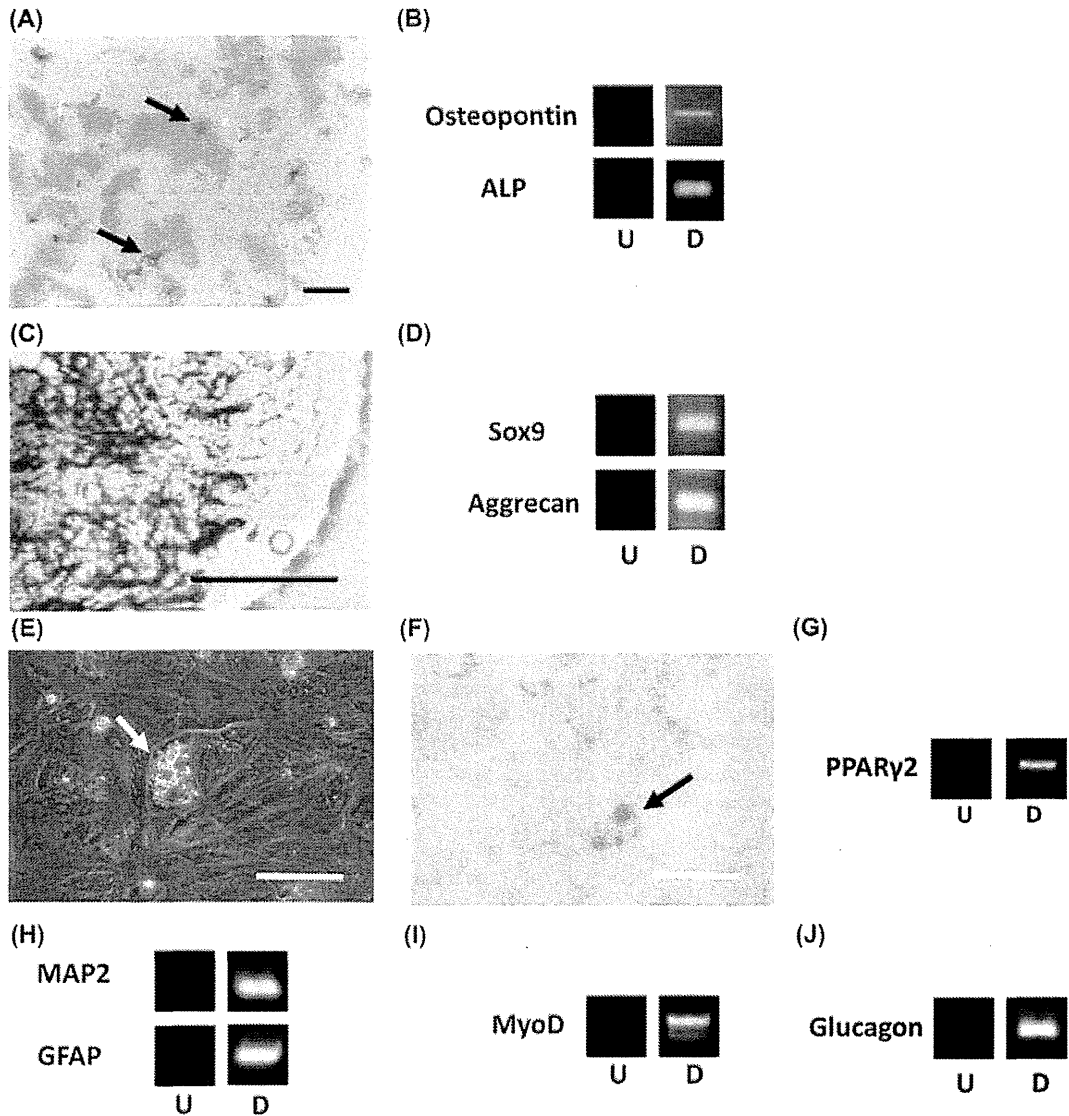 (A)
(B)
Osteopontin
ALP
U D
(C)
(D)
Sox9
Aggrecan
U D
(E)
(F)
(G)
PPARγ2
U D
(H)
(I)
(J)
MAP2
MyoD
Glucagon
GFAP
U D
U D
U D